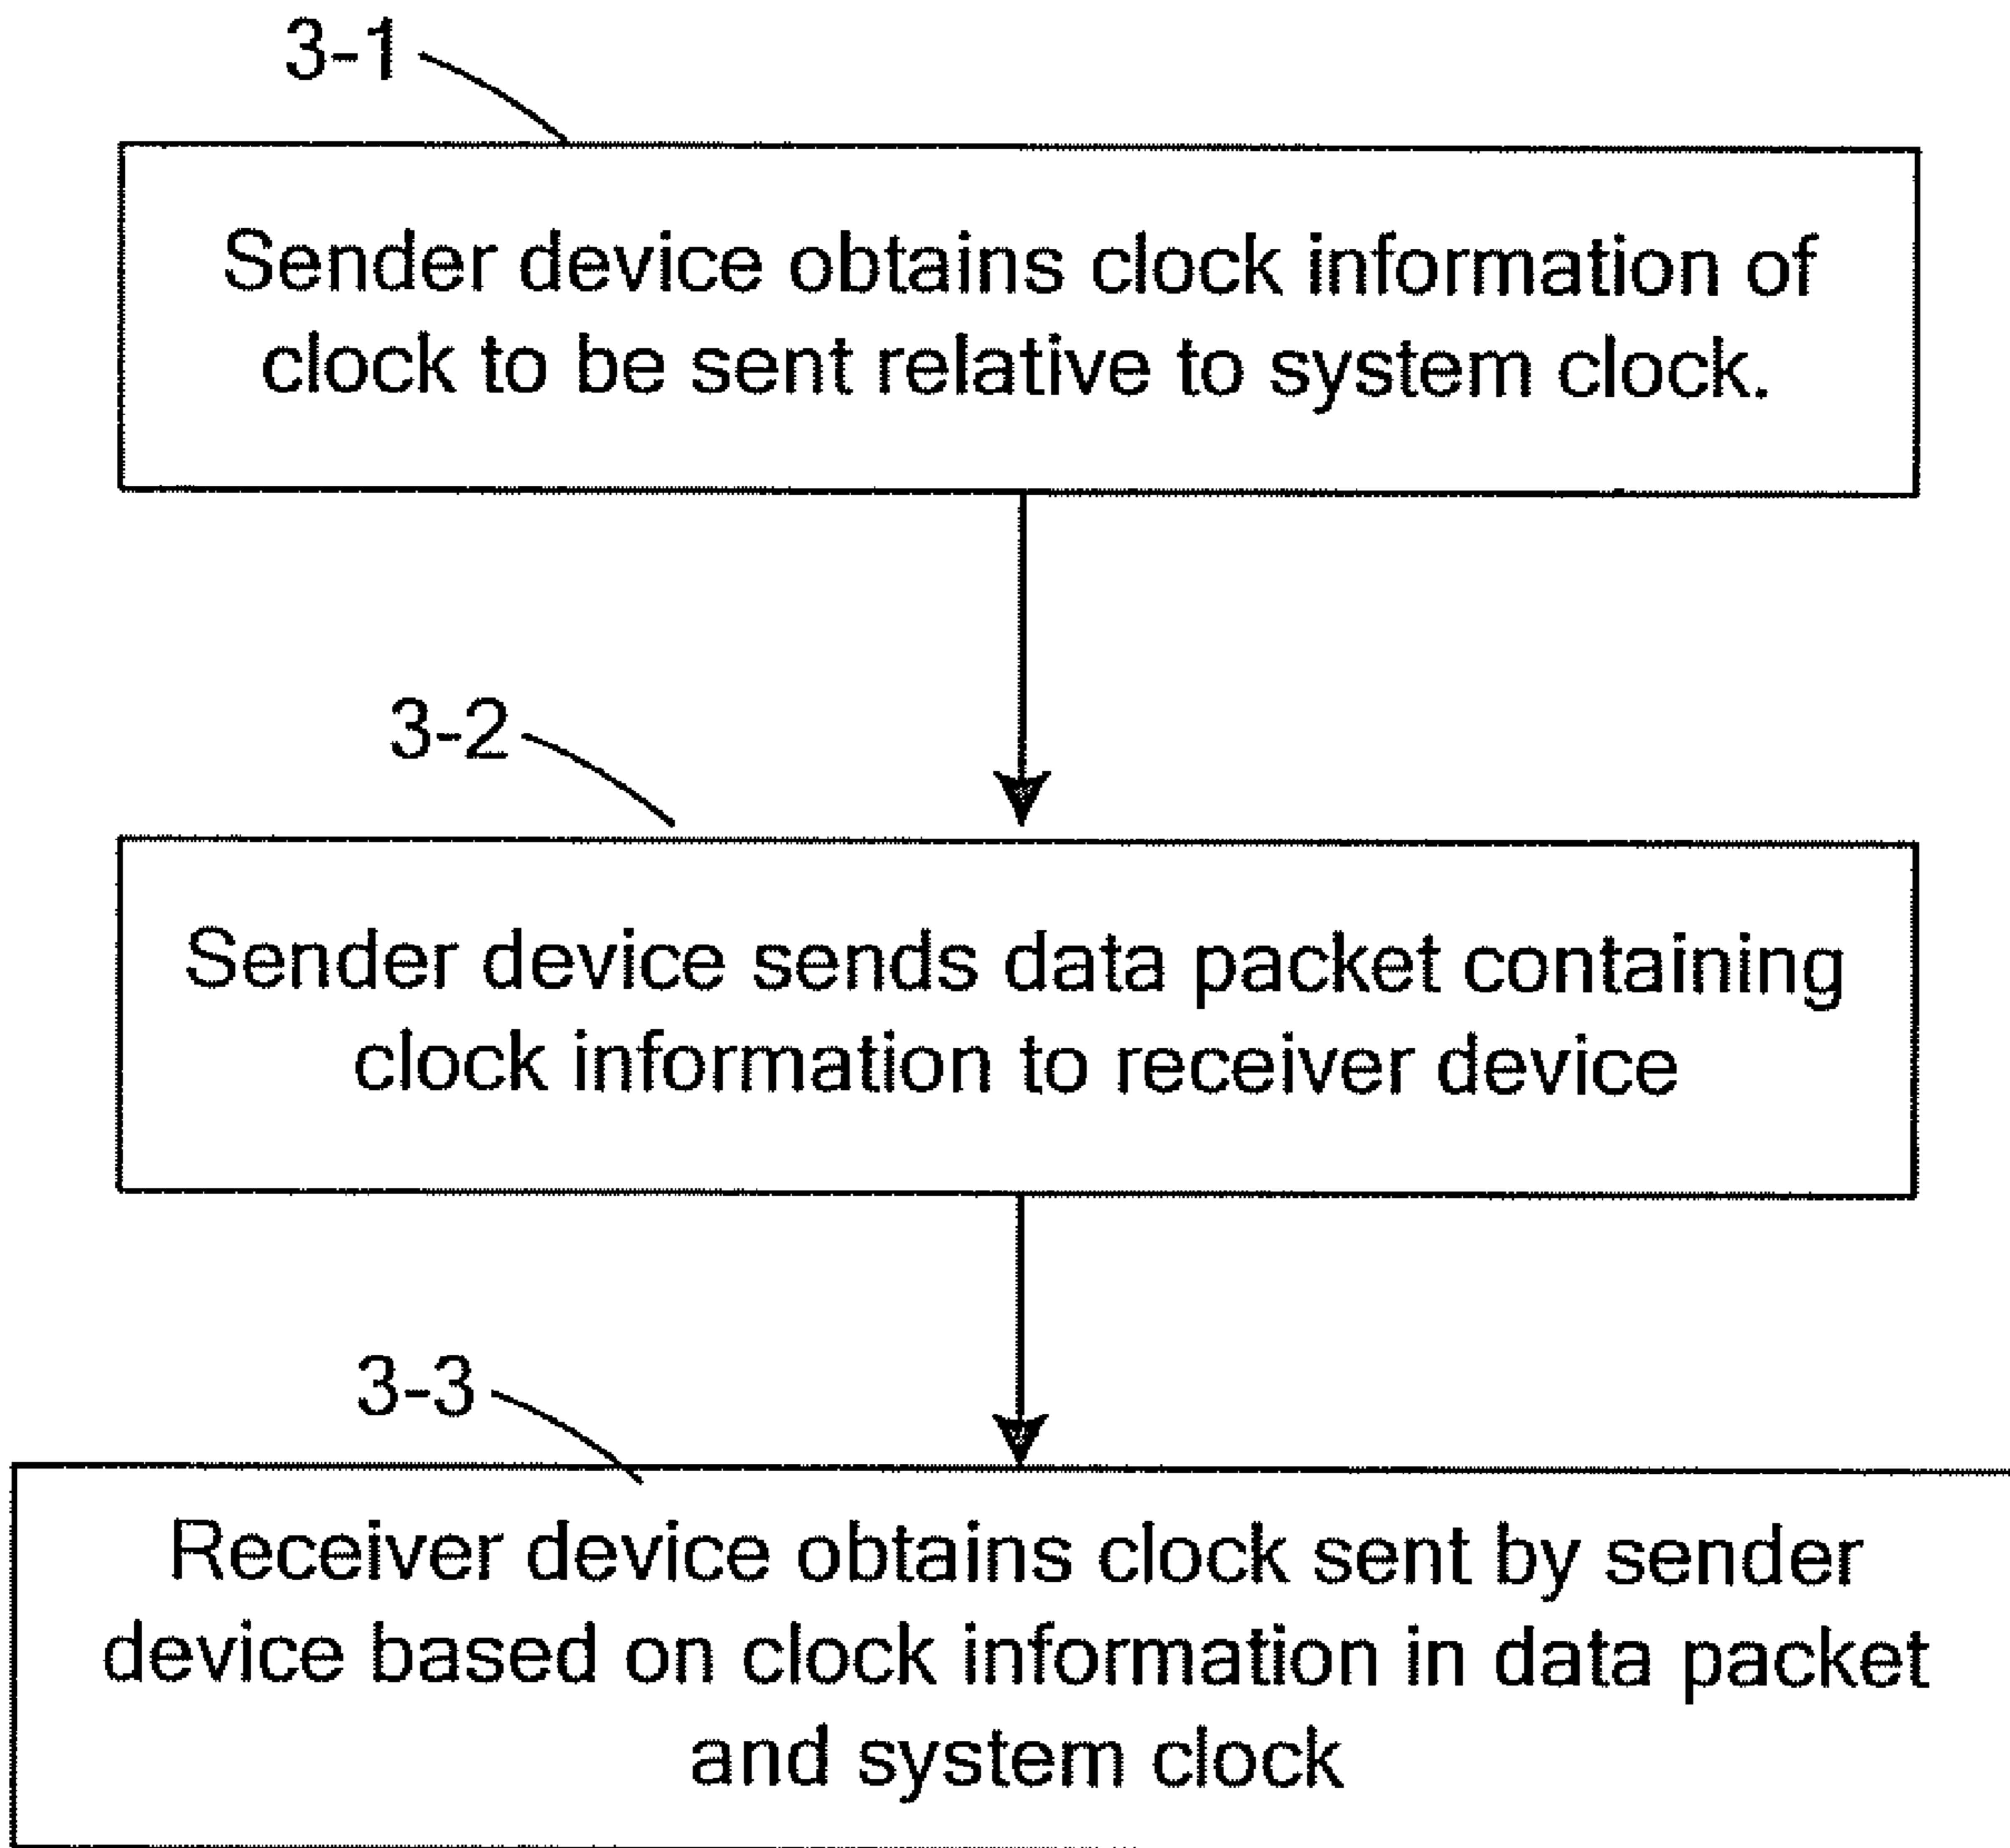 3-1
Sender device obtains clock information of
clock to be sent relative to system clock.
3-2
Sender device sends data packet containing
clock information to receiver device
3-3
Receiver device obtains clock sent by sender
device based on clock information in data packet
and system clock